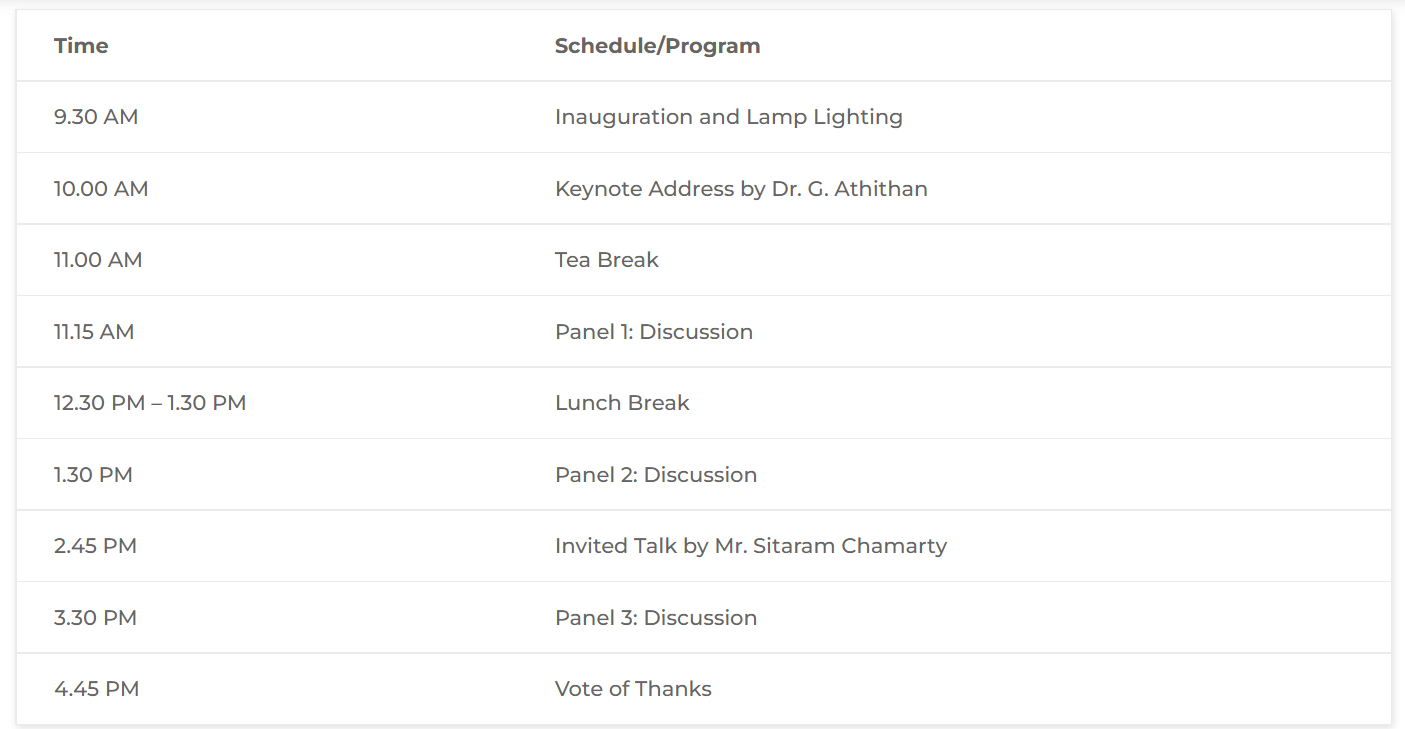 Time Schedule/Program
9.30 AM Inauguration and Lamp Lighting
10.00 AM Keynote Address by Dr. G. Athithan
11.00 AM Tea Break
11.15 AM Panel 1: Discussion
12.30 PM – 1.30 PM Lunch Break
1.30 PM Panel 2: Discussion
2.45 PM Invited Talk by Mr. Sitaram Chamarty
3.30 PM Panel 3: Discussion
4.45 PM Vote of Thanks